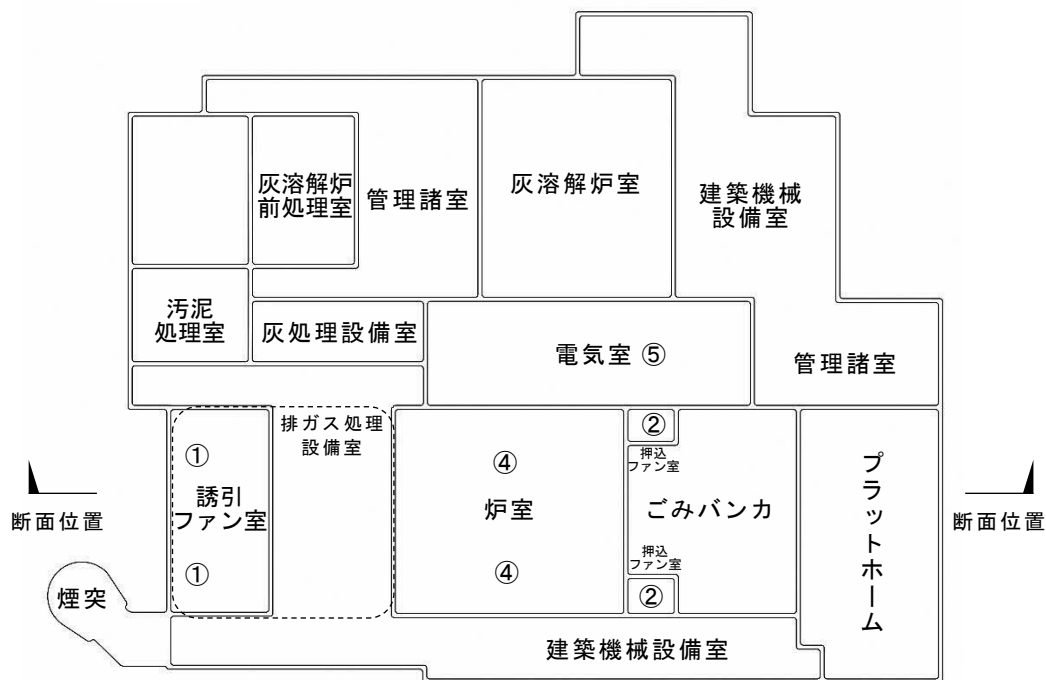 灰溶解炉
前処理室
管理諸室
灰溶解炉室
建築機械
設備室
汚泥
処理室
灰処理設備室
電気室 ⑤
管理諸室
排ガス処理
設備室
①
誘引
ファン室
①
④
炉室
④
②
押込
ファン室
ごみバンカ
押込
ファン室
②
プラットホーム
断面位置
断面位置
煙突
建築機械設備室